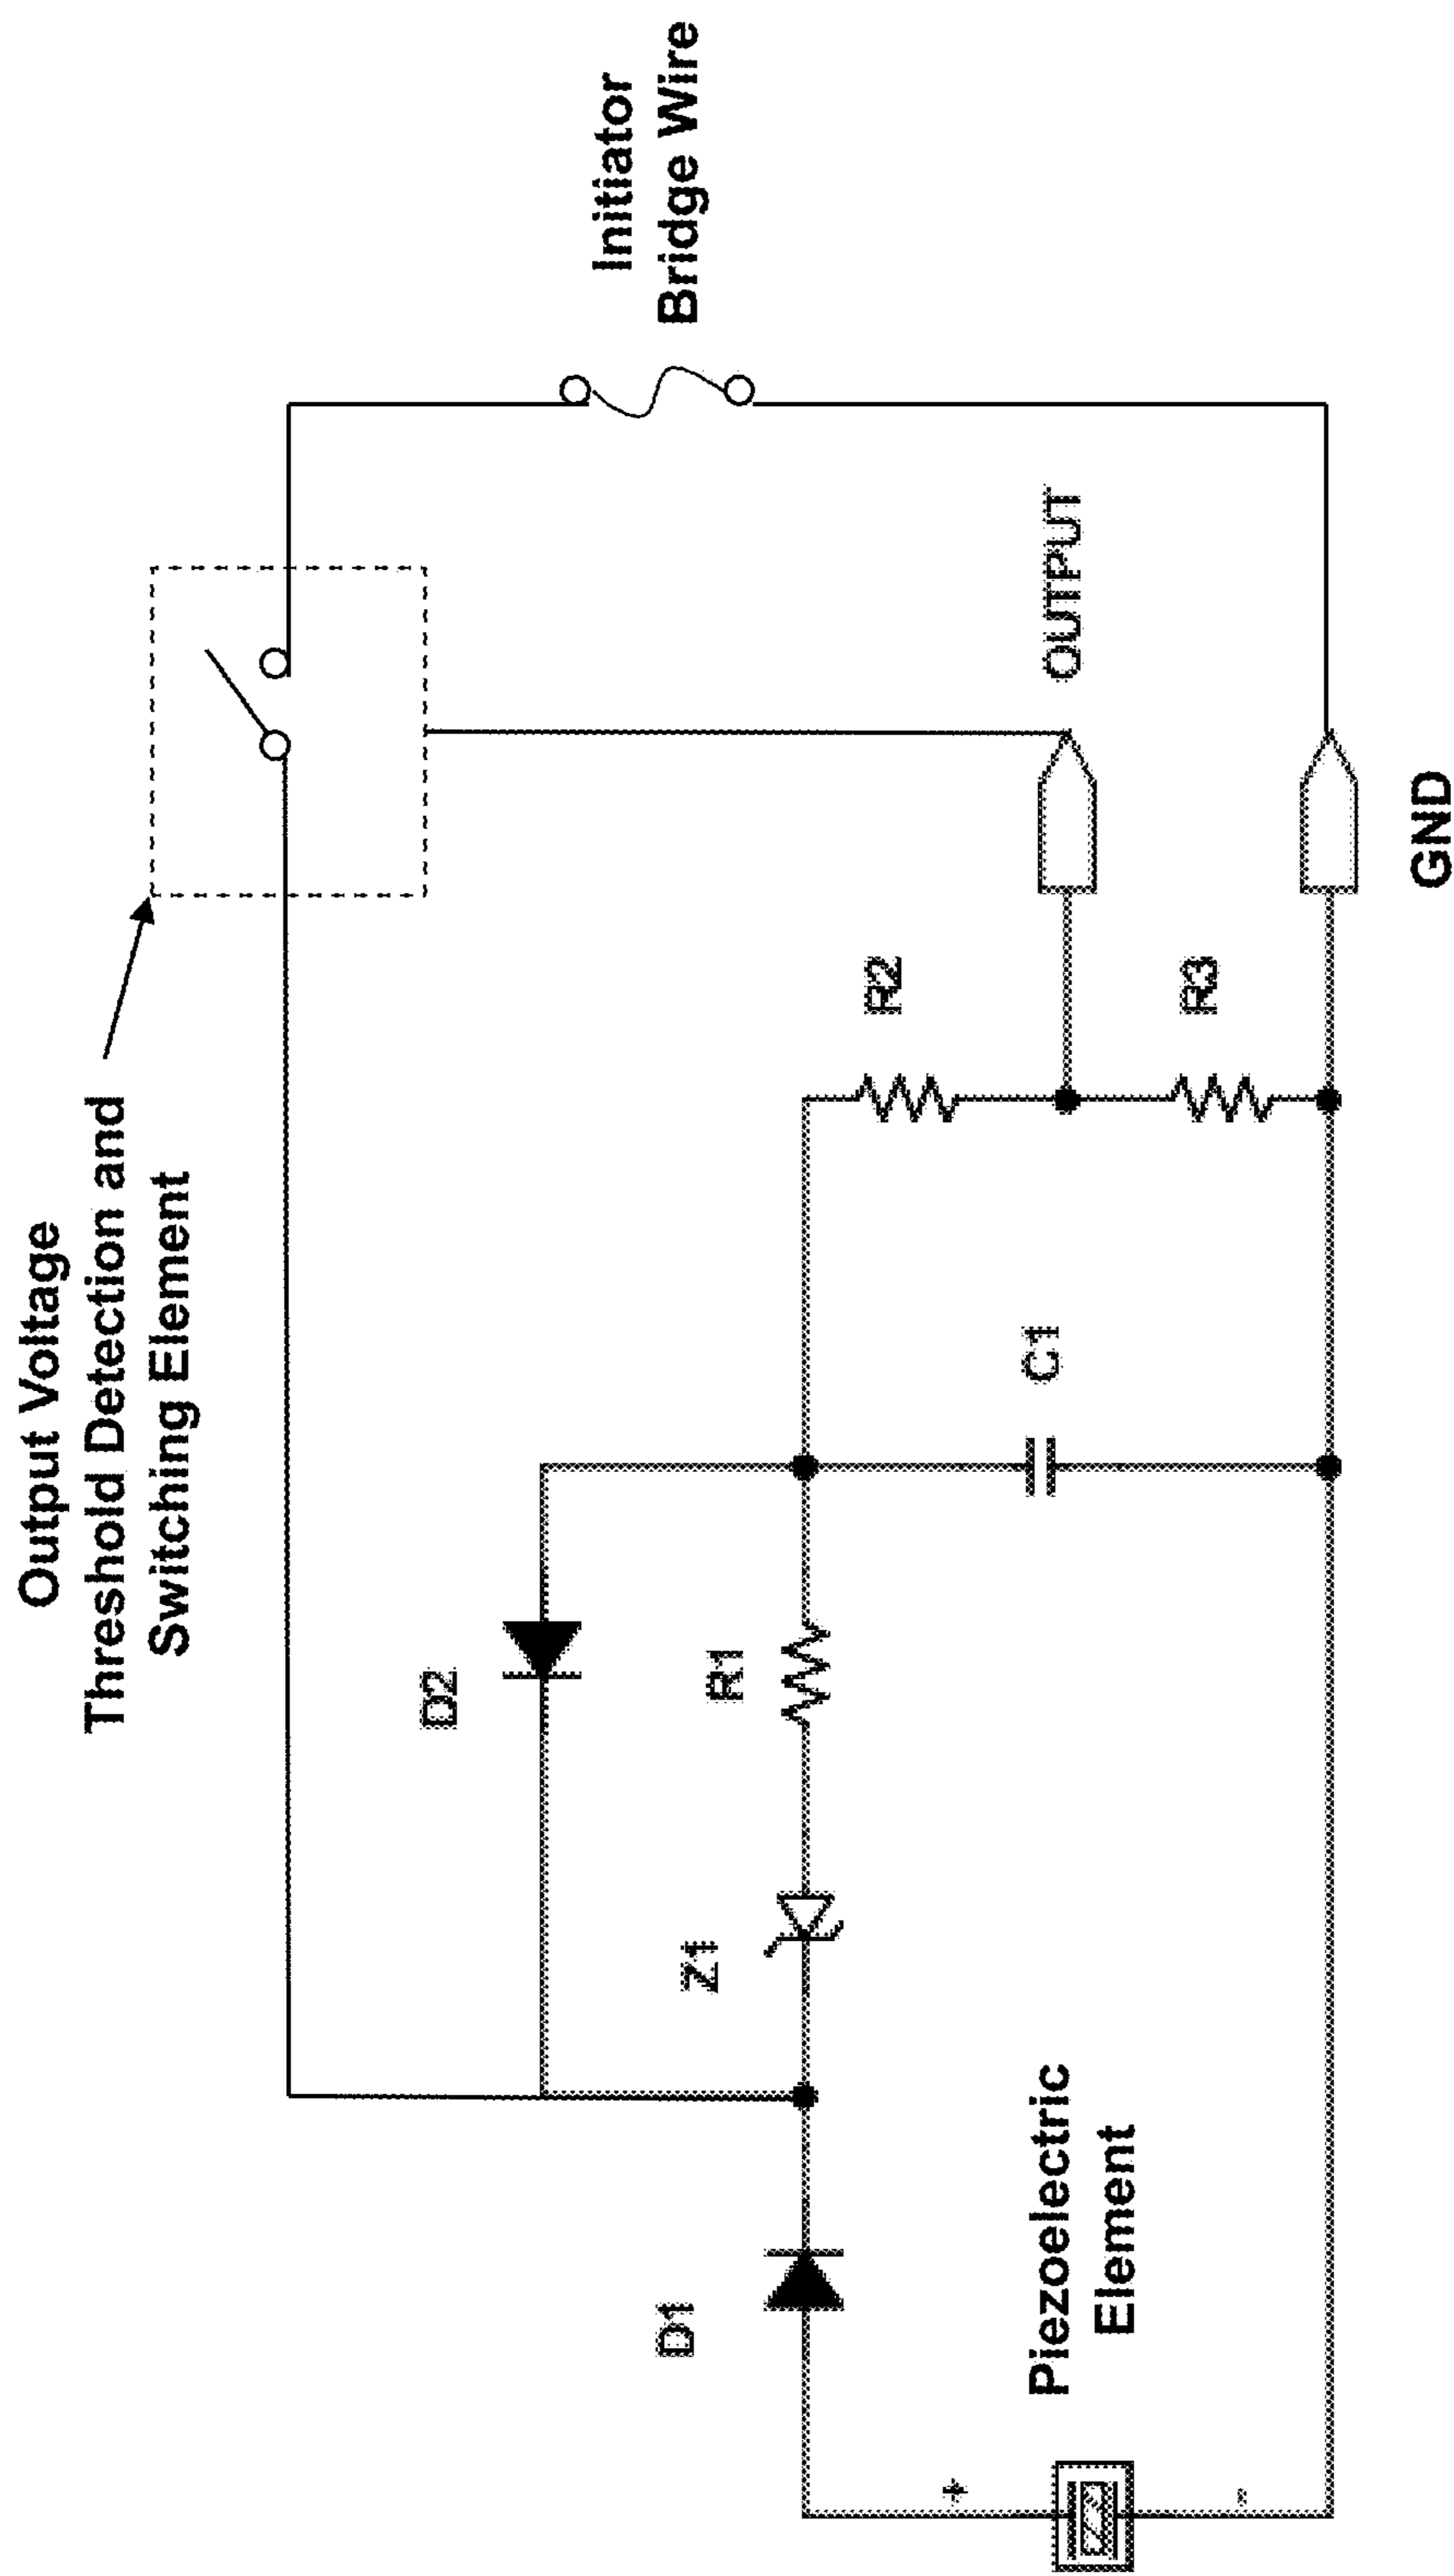 Output Voltage
Threshold Detection and
Switching Element
Initiator
Bridge Wire
D2
D1
Z1
R1
C1
R2
R3
OUTPUT
Piezoelectric
Element
+
-
GND